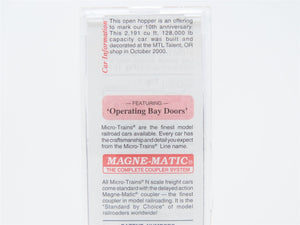 This open hopper is an offering
to mark our 10th anniversary.
This 2,191 cu ft, 128,000 lb
capacity car was built and
decorated at the MTL Talent, OR
shop in October 2000.
Car Information
— FEATURING —
‘Operating Bay Doors’
Micro-Trains® are the finest model
railroad cars available. Every car has
the craftsmanship and detail you expect
from the Micro-Trains® Line name.
MAGNE-MATIC®
THE COMPLETE COUPLER SYSTEM
All Micro-Trains® N scale freight cars
come standard with the delayed action
Magne-Matic® coupler — the finest
coupler in model railroading. It is
the "Standard by Choice" of model
railroaders worldwide!